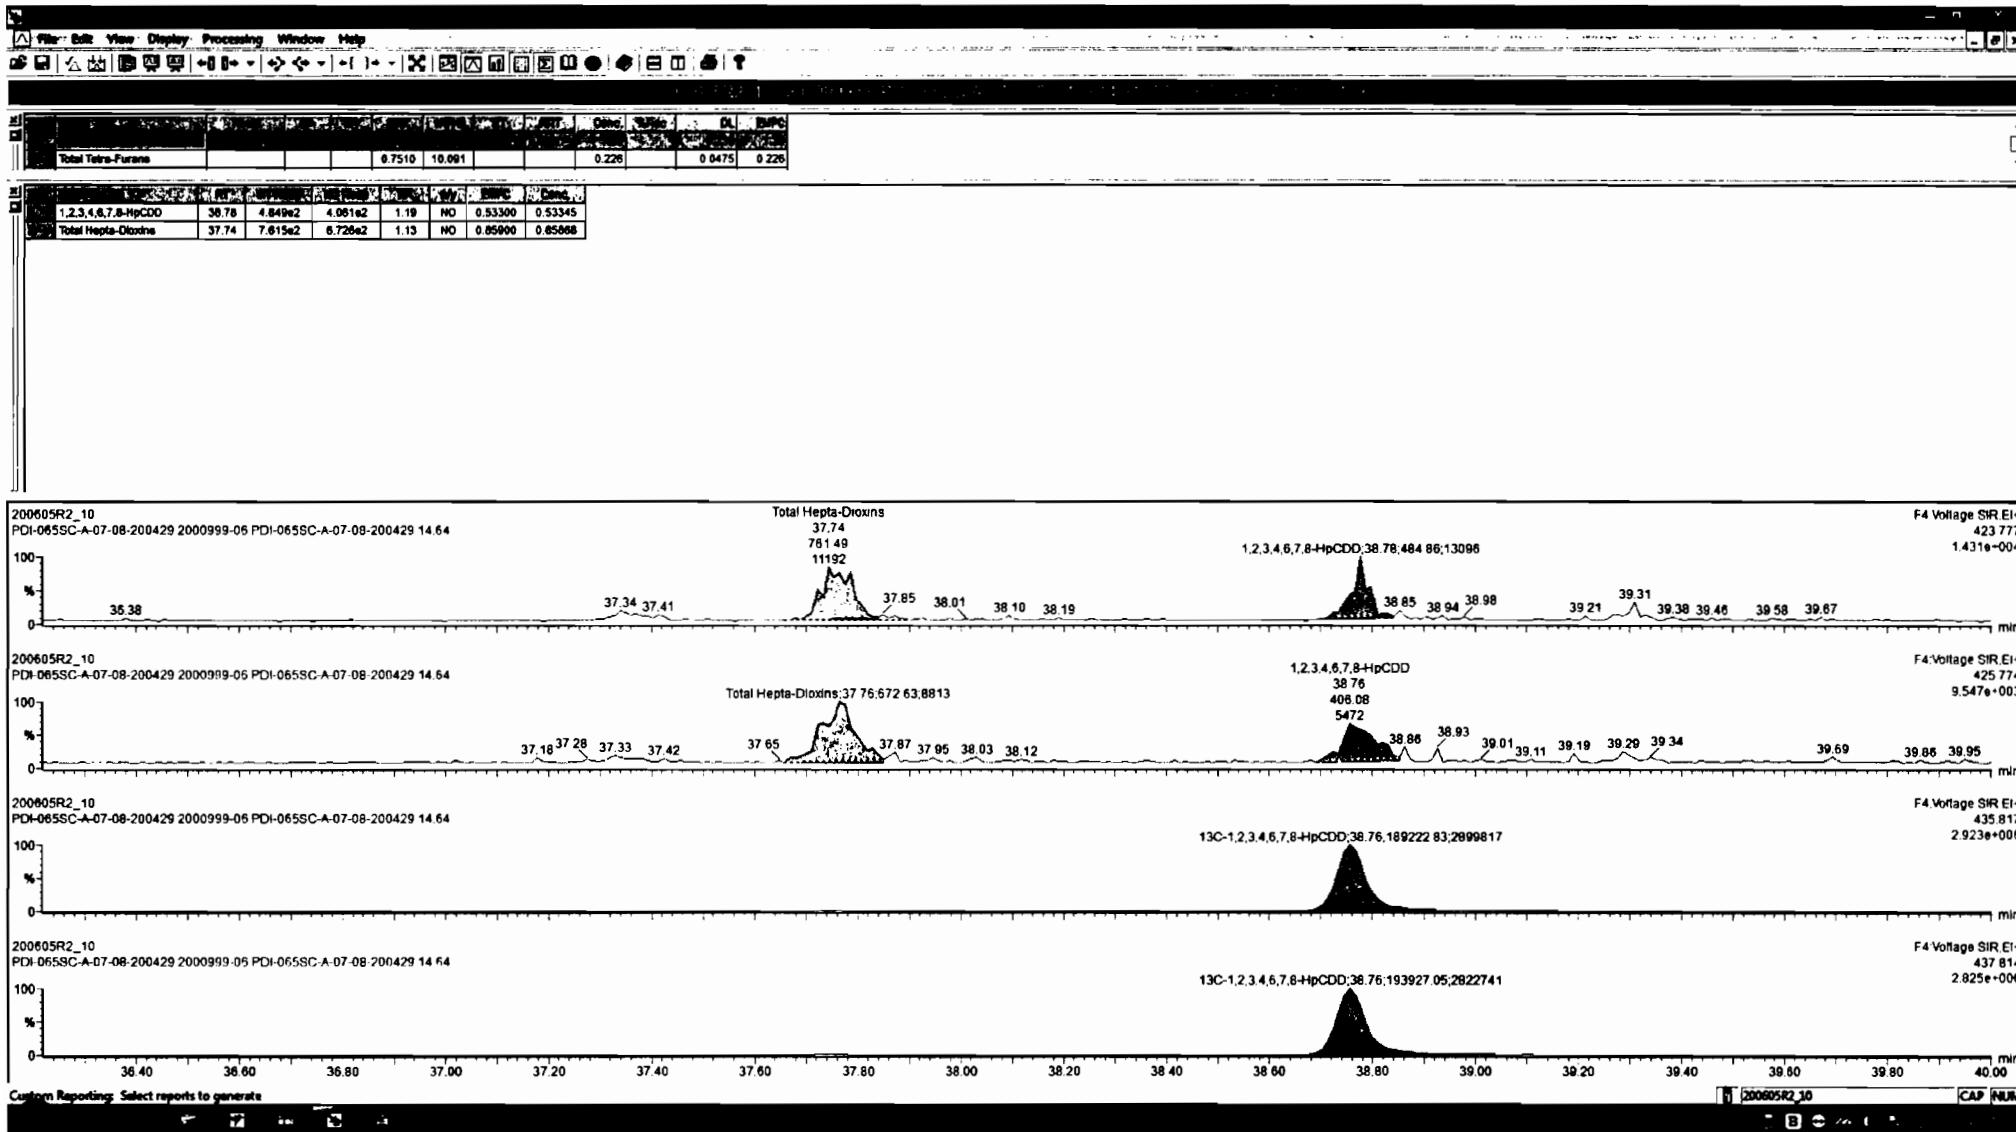 File Edit View Display Processing Window Help
Conc. DL EMPC
Total Tetra-Furans 0.7510 10.091 0.226 0.0475 0.226
RT EMPC Conc.
1,2,3,4,6,7,8-HpCDD 38.78 4.849e2 4.061e2 1.19 NO 0.53300 0.53345
Total Hepta-Dioxins 37.74 7.615e2 6.726e2 1.13 NO 0.85900 0.85868
200605R2_10
PDI-065SC-A-07-08-200429 2000999-06 PDI-065SC-A-07-08-200429 14.64
F4 Voltage SIR,EI+
423.777
1.431e+004
Total Hepta-Dioxins
37.74
761.49
11192
1,2,3,4,6,7,8-HpCDD;38.78;484.86;13096
100
%
0
36.38 37.34 37.41 37.85 38.01 38.10 38.19 38.85 38.94 38.98 39.21 39.31 39.38 39.46 39.58 39.67
min
200605R2_10
PDI-065SC-A-07-08-200429 2000999-06 PDI-065SC-A-07-08-200429 14.64
F4:Voltage SIR,EI+
425.774
9.547e+003
Total Hepta-Dioxins;37.76;672.63;8813
1,2,3,4,6,7,8-HpCDD
38.76
406.08
5472
100
%
0
37.18 37.28 37.33 37.42 37.65 37.87 37.95 38.03 38.12 38.86 38.93 39.01 39.11 39.19 39.29 39.34 39.69 39.86 39.95
min
200605R2_10
PDI-065SC-A-07-08-200429 2000999-06 PDI-065SC-A-07-08-200429 14.64
F4:Voltage SIR,EI+
435.817
2.923e+006
13C-1,2,3,4,6,7,8-HpCDD;38.76;189222.83;2899817
100
%
0
min
200605R2_10
PDI-065SC-A-07-08-200429 2000999-06 PDI-065SC-A-07-08-200429 14.64
F4:Voltage SIR,EI+
437.814
2.825e+006
13C-1,2,3,4,6,7,8-HpCDD;38.76;193927.05;2822741
100
%
0
min
36.40 36.60 36.80 37.00 37.20 37.40 37.60 37.80 38.00 38.20 38.40 38.60 38.80 39.00 39.20 39.40 39.60 39.80 40.00
Custom Reporting: Select reports to generate
200605R2_10 CAP NUM